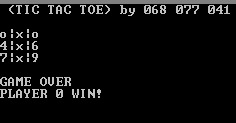 <TIC TAC TOE> by 068 077 041
o|x|o
4|x|6
7|x|9
GAME OVER
PLAYER 0 WIN!